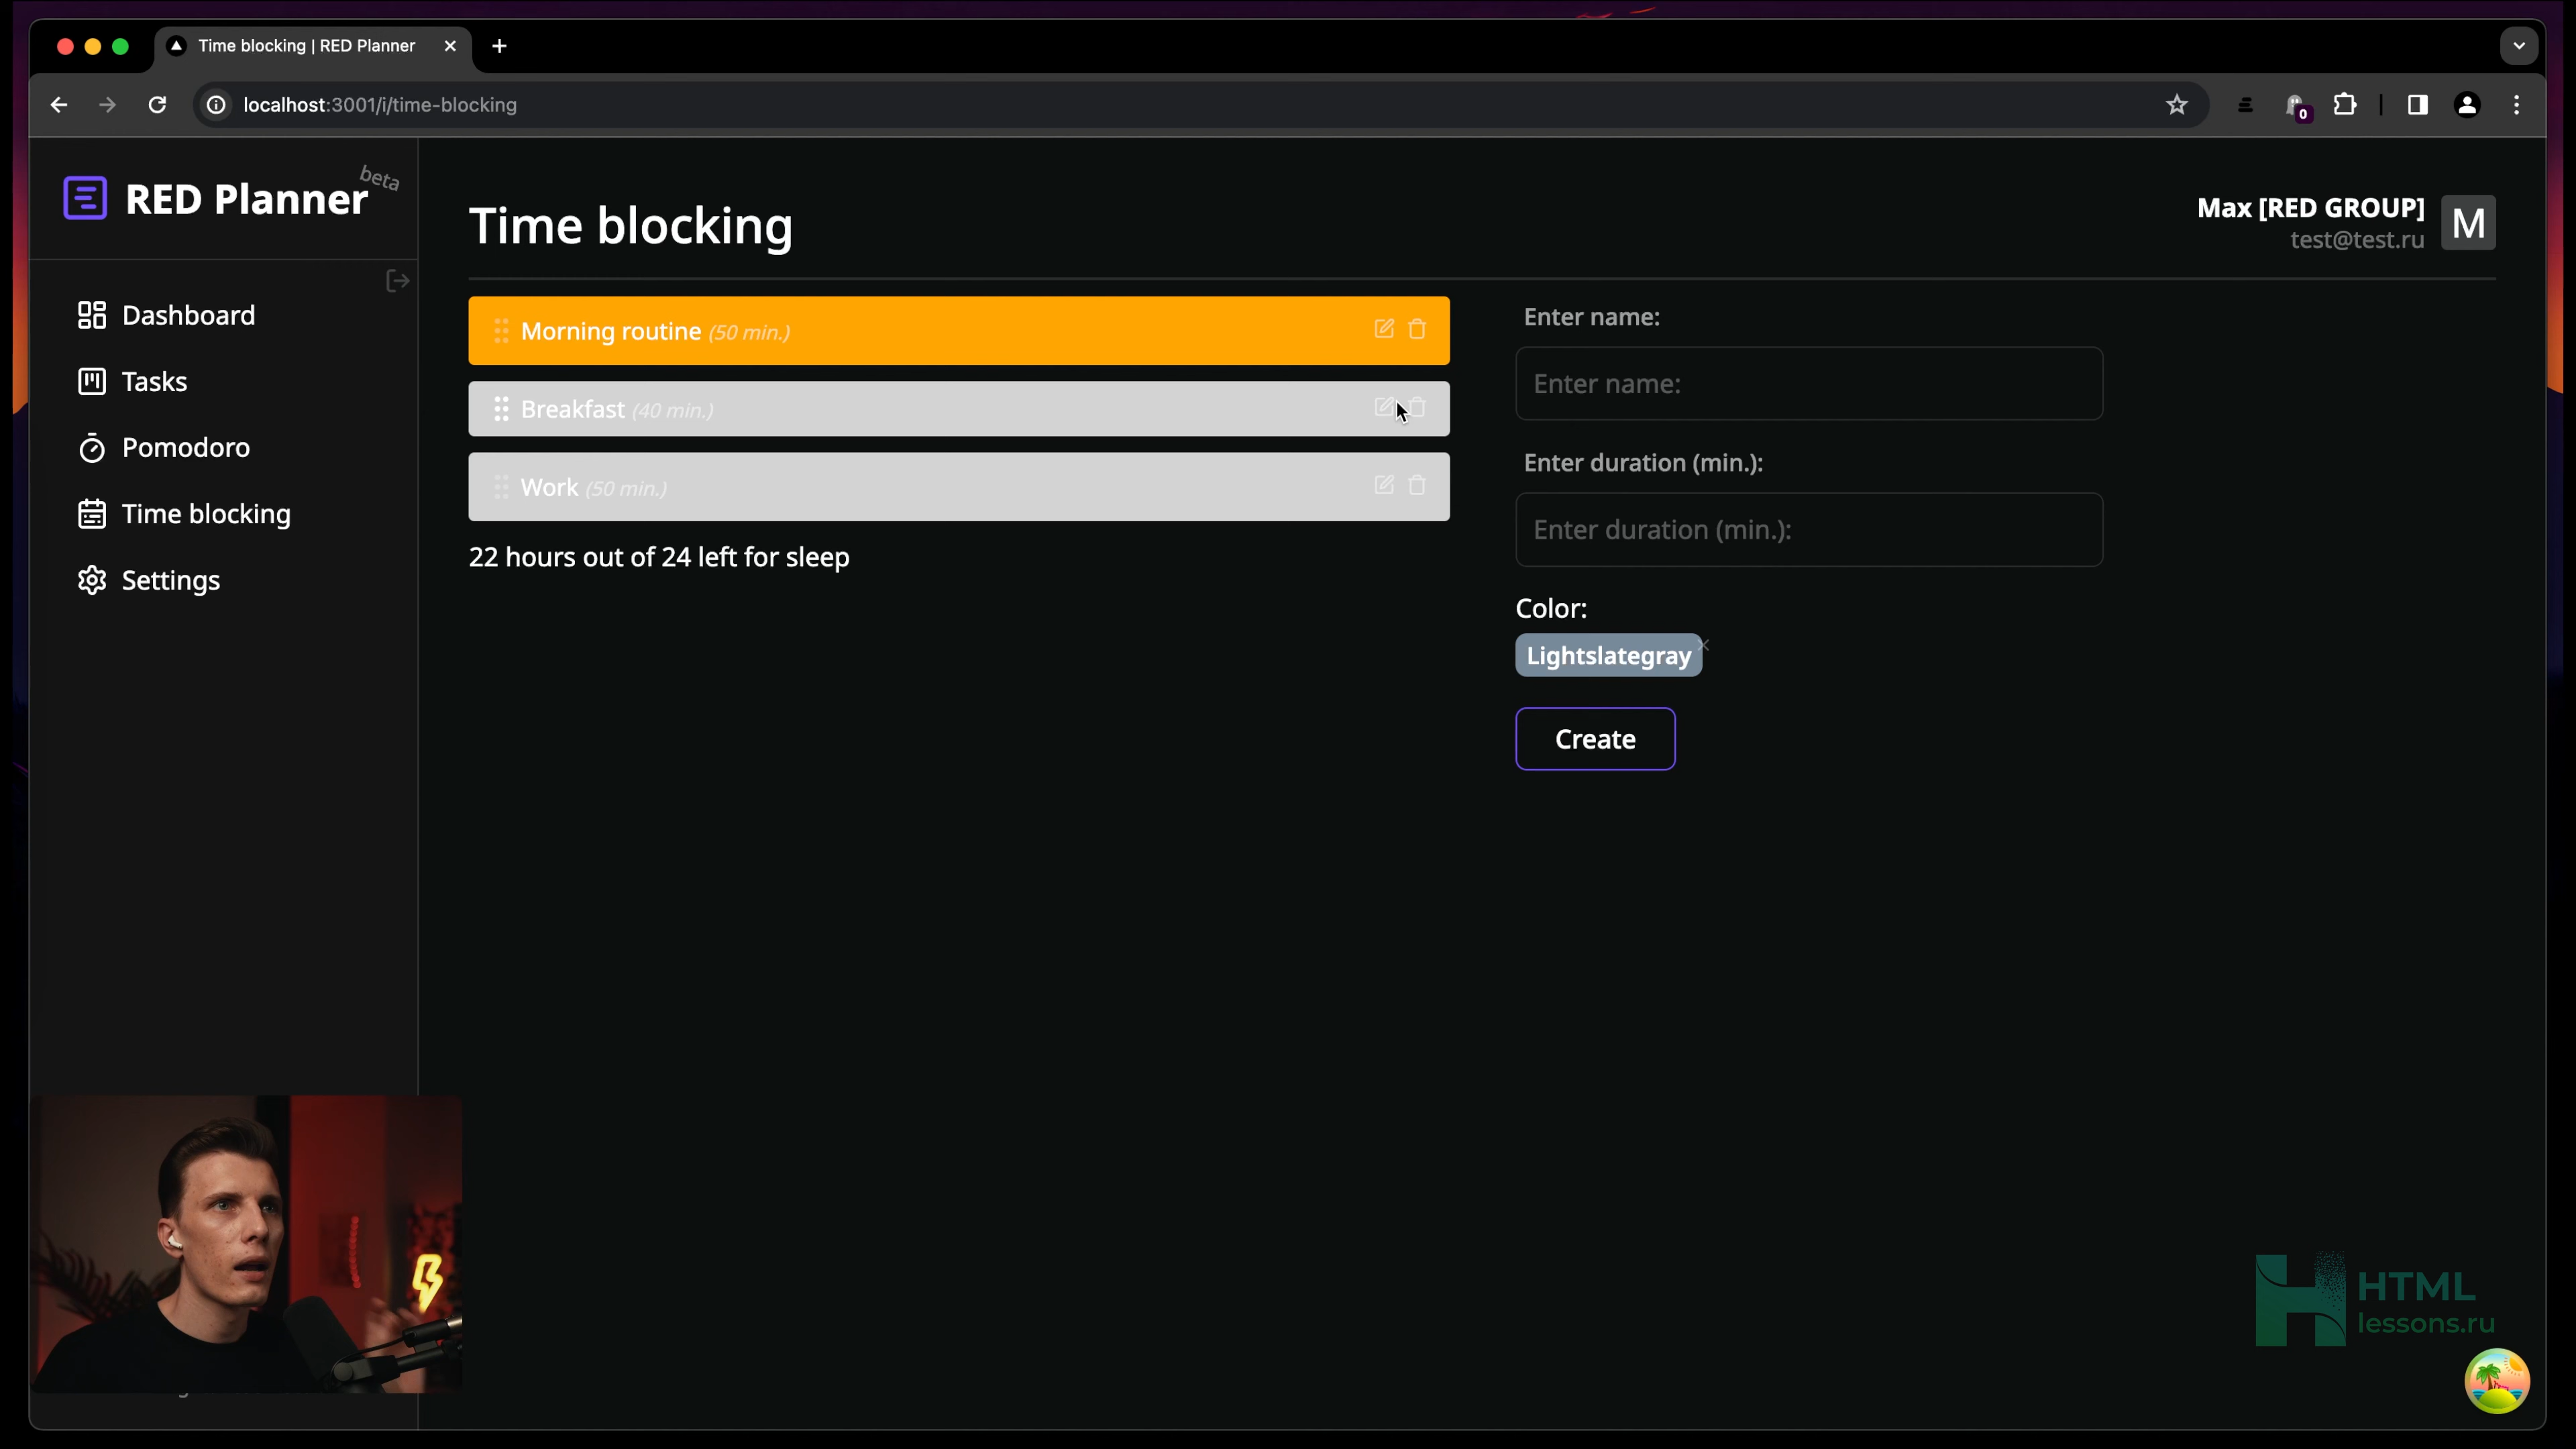 Time blocking | RED Planner
localhost:3001/i/time-blocking
0
RED Planner
beta
Dashboard
Tasks
Pomodoro
Time blocking
Settings
Time blocking
Max [RED GROUP]
test@test.ru
M
Morning routine (50 min.)
Breakfast (40 min.)
Work (50 min.)
22 hours out of 24 left for sleep
Enter name:
Enter name:
Enter duration (min.):
Enter duration (min.):
Color:
Lightslategray
Create
HTML
lessons.ru